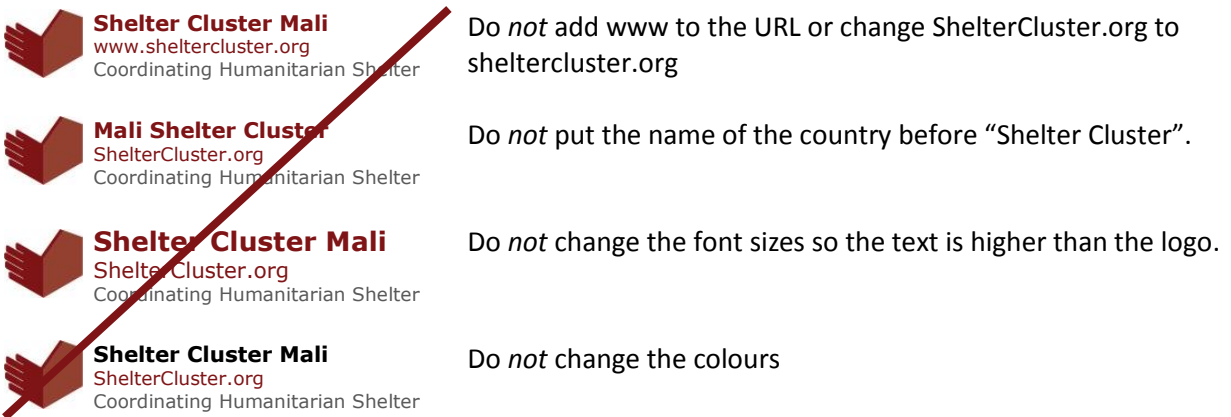 Shelter Cluster Mali
www.sheltercluster.org
Coordinating Humanitarian Shelter
Do not add www to the URL or change ShelterCluster.org to
sheltercluster.org
Mali Shelter Cluster
ShelterCluster.org
Coordinating Humanitarian Shelter
Do not put the name of the country before “Shelter Cluster”.
Shelter Cluster Mali
ShelterCluster.org
Coordinating Humanitarian Shelter
Do not change the font sizes so the text is higher than the logo.
Shelter Cluster Mali
ShelterCluster.org
Coordinating Humanitarian Shelter
Do not change the colours